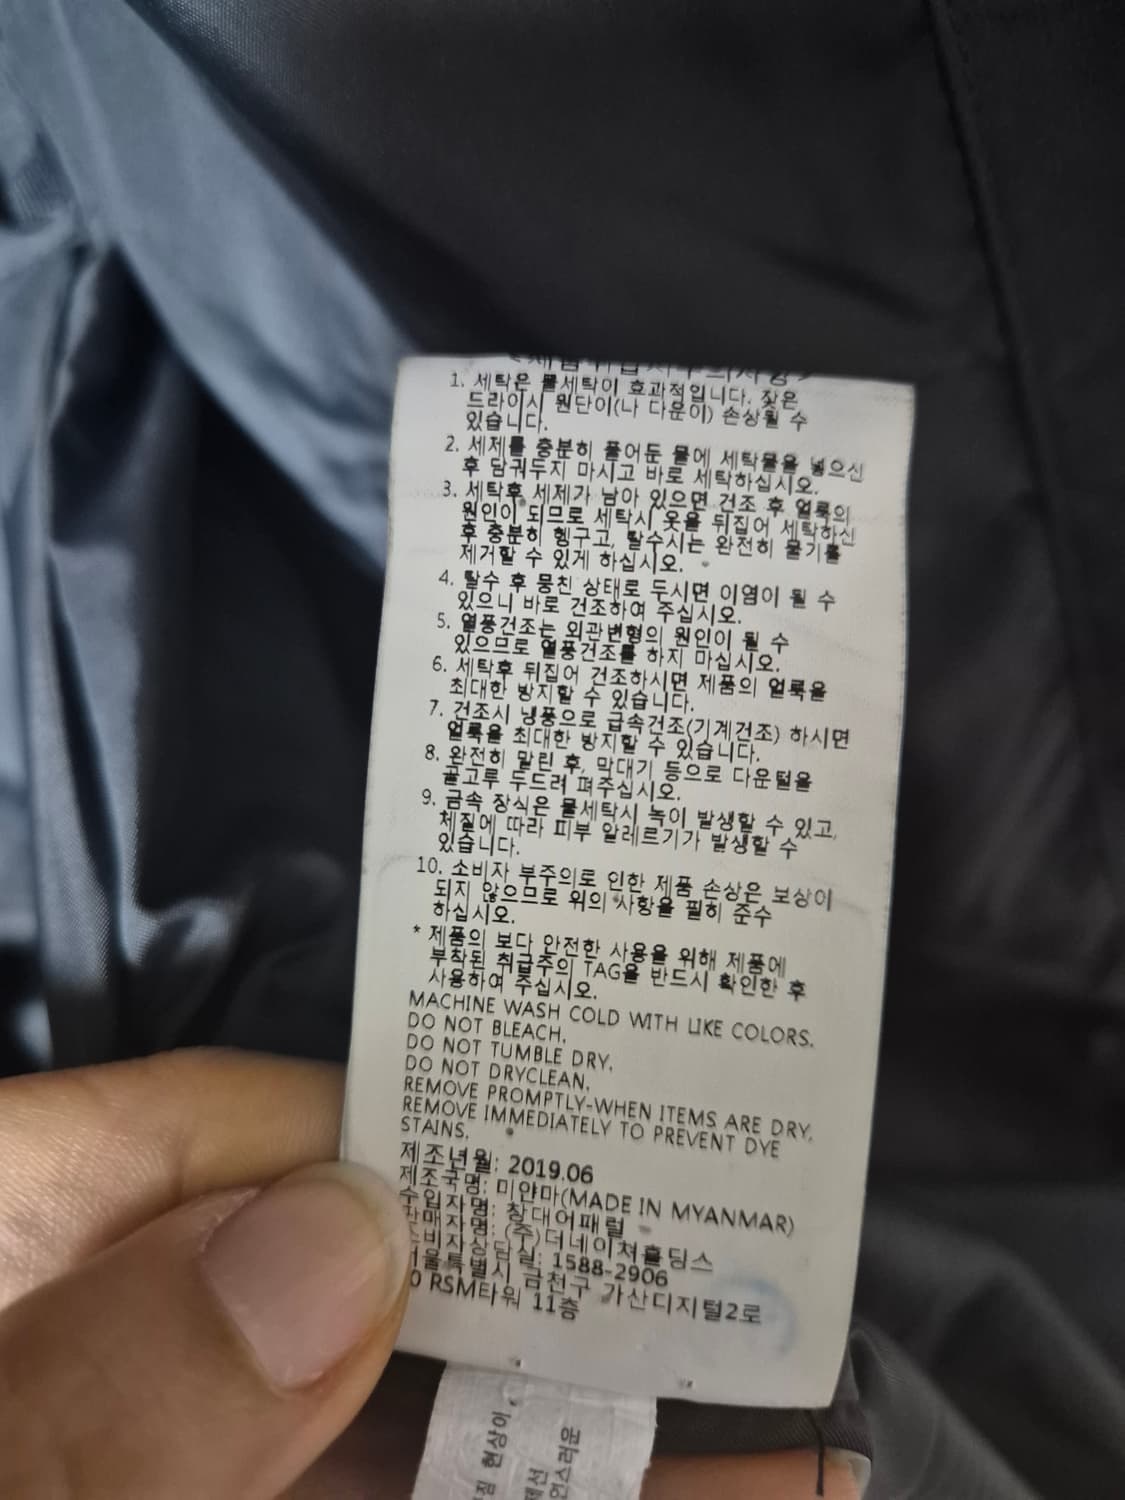 <제품취급시주의사항>
1. 세탁은 물세탁이 효과적입니다. 잦은
드라이시 원단이(나 다운이) 손상될 수
있습니다.
2. 세제를 충분히 풀어둔 물에 세탁물을 넣으신
후 담궈두지 마시고 바로 세탁하십시오.
3. 세탁후 세제가 남아 있으면 건조 후 얼룩의
원인이 되므로 세탁시 옷을 뒤집어 세탁하신
후 충분히 헹구고, 탈수시는 완전히 물기를
제거할 수 있게 하십시오.
4. 탈수 후 뭉친 상태로 두시면 이염이 될 수
있으니 바로 건조하여 주십시오.
5. 열풍건조는 외관변형의 원인이 될 수
있으므로 열풍건조를 하지 마십시오.
6. 세탁후 뒤집어 건조하시면 제품의 얼룩을
최대한 방지할 수 있습니다.
7. 건조시 냉풍으로 급속건조(기계건조) 하시면
얼룩을 최대한 방지할 수 있습니다.
8. 완전히 말린 후, 막대기 등으로 다운털을
골고루 두드려 펴주십시오.
9. 금속 장식은 물세탁시 녹이 발생할 수 있고,
체질에 따라 피부 알레르기가 발생할 수
있습니다.
10. 소비자 부주의로 인한 제품 손상은 보상이
되지 않으므로 위의 사항을 필히 준수
하십시오.
* 제품의 보다 안전한 사용을 위해 제품에
부착된 취급주의 TAG을 반드시 확인한 후
사용하여 주십시오.
MACHINE WASH COLD WITH LIKE COLORS.
DO NOT BLEACH.
DO NOT TUMBLE DRY.
DO NOT DRYCLEAN.
REMOVE PROMPTLY-WHEN ITEMS ARE DRY.
REMOVE IMMEDIATELY TO PREVENT DYE
STAINS.
제조년월: 2019.06
제조국명: 미얀마(MADE IN MYANMAR)
수입자명: 창대어패럴
판매자명: (주)더네이쳐홀딩스
소비자상담실: 1588-2906
서울특별시 금천구 가산디지털2로
0 RSM타워 11층
현상이